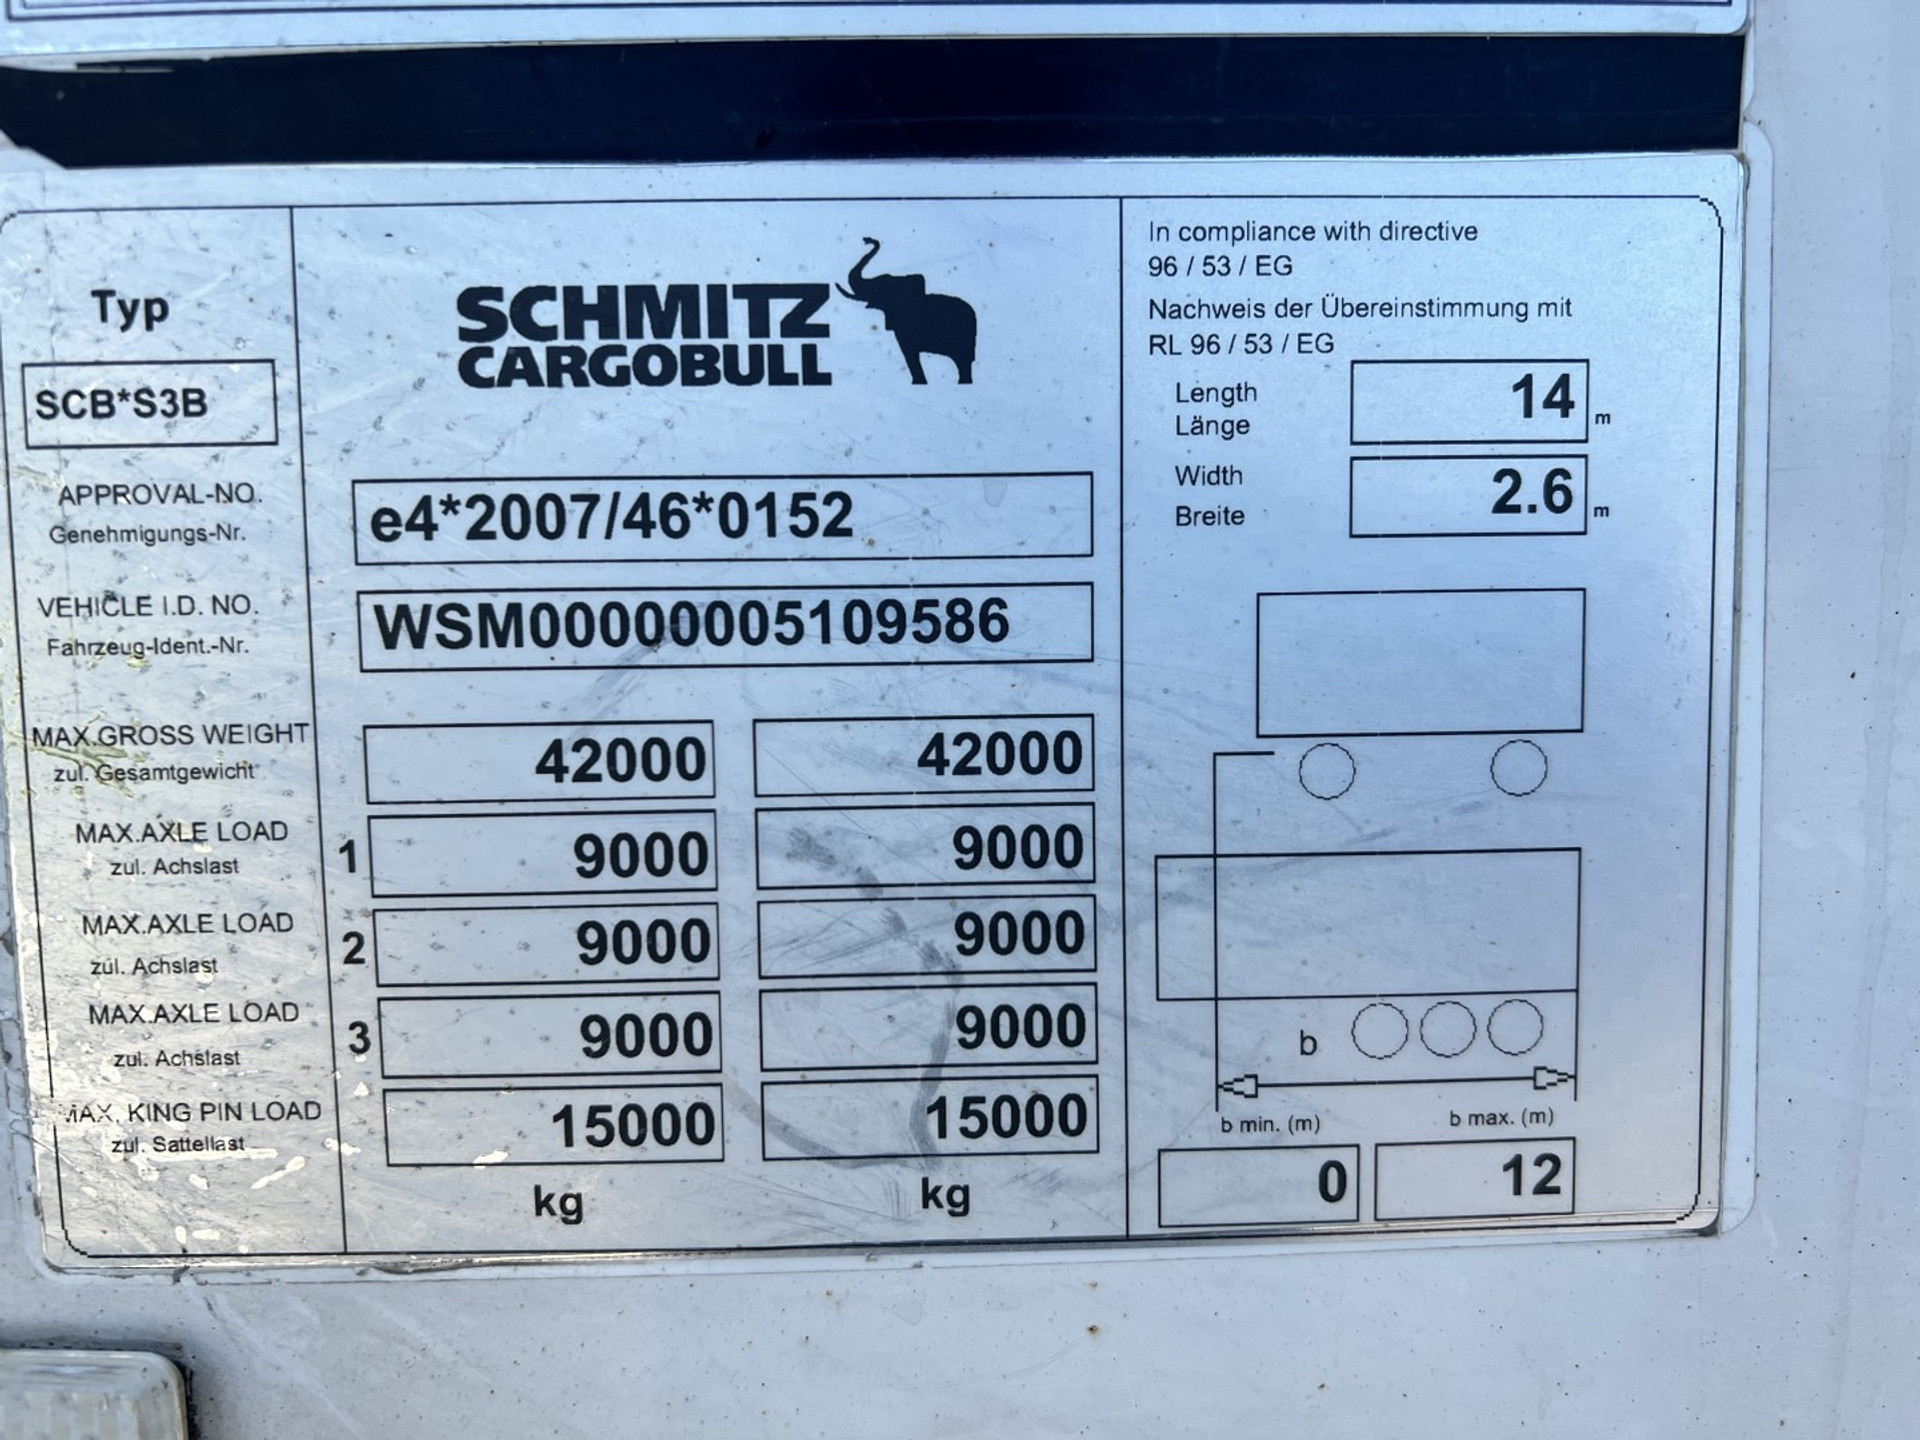 Typ
SCB*S3B
SCHMITZ
CARGOBULL
APPROVAL-NO.
Genehmigungs-Nr.
e4*2007/46*0152
VEHICLE I.D. NO.
Fahrzeug-Ident.-Nr.
WSM00000005109586
MAX.GROSS WEIGHT
zul. Gesamtgewicht
42000 42000
MAX.AXLE LOAD
zul. Achslast
1 9000 9000
MAX.AXLE LOAD
zul. Achslast
2 9000 9000
MAX.AXLE LOAD
zul. Achslast
3 9000 9000
MAX. KING PIN LOAD
zul. Sattellast
15000 15000
kg kg
In compliance with directive
96 / 53 / EG
Nachweis der Übereinstimmung mit
RL 96 / 53 / EG
Length
Länge
14 m
Width
Breite
2.6 m
b
b min. (m) b max. (m)
0 12